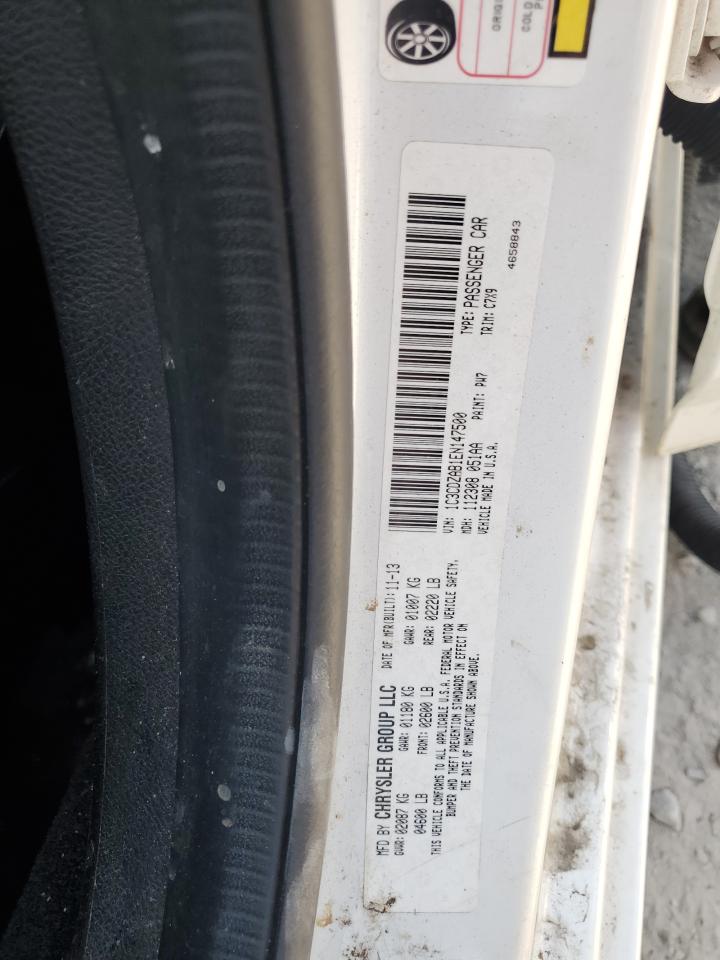 ORIGI
COLD
P
MFD BY CHRYSLER GROUP LLC
DATE OF MFR(BUILT): 11-13
GVWR: 02087 KG
GAWR: 01180 KG
GAWR: 01007 KG
04600 LB
FRONT: 02600 LB
REAR: 02220 LB
THIS VEHICLE CONFORMS TO ALL APPLICABLE U.S.A. FEDERAL MOTOR VEHICLE SAFETY,
BUMPER AND THEFT PREVENTION STANDARDS IN EFFECT ON
THE DATE OF MANUFACTURE SHOWN ABOVE.
VIN: 1C3CDZAB1EN147500
TYPE: PASSENGER CAR
MDH: 112308 051AA
PAINT: PW7
TRIM: C7X9
VEHICLE MADE IN U.S.A.
4658843